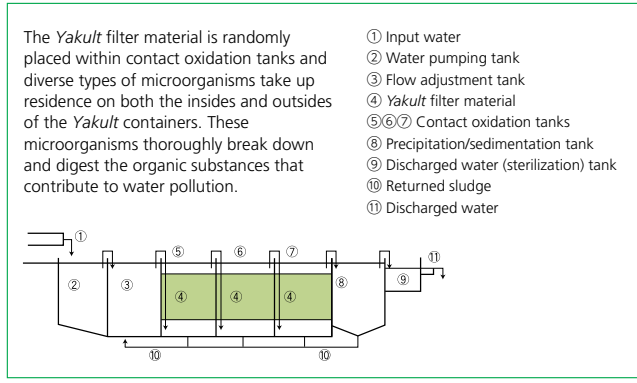 The Yakult filter material is randomly
placed within contact oxidation tanks and
diverse types of microorganisms take up
residence on both the insides and outsides
of the Yakult containers. These
microorganisms thoroughly break down
and digest the organic substances that
contribute to water pollution.
① Input water
② Water pumping tank
③ Flow adjustment tank
④ Yakult filter material
⑤⑥⑦ Contact oxidation tanks
⑧ Precipitation/sedimentation tank
⑨ Discharged water (sterilization) tank
⑩ Returned sludge
⑪ Discharged water
①
⑤ ⑥ ⑦ ⑪
② ③ ④ ④ ④ ⑧ ⑨
⑩ ⑩